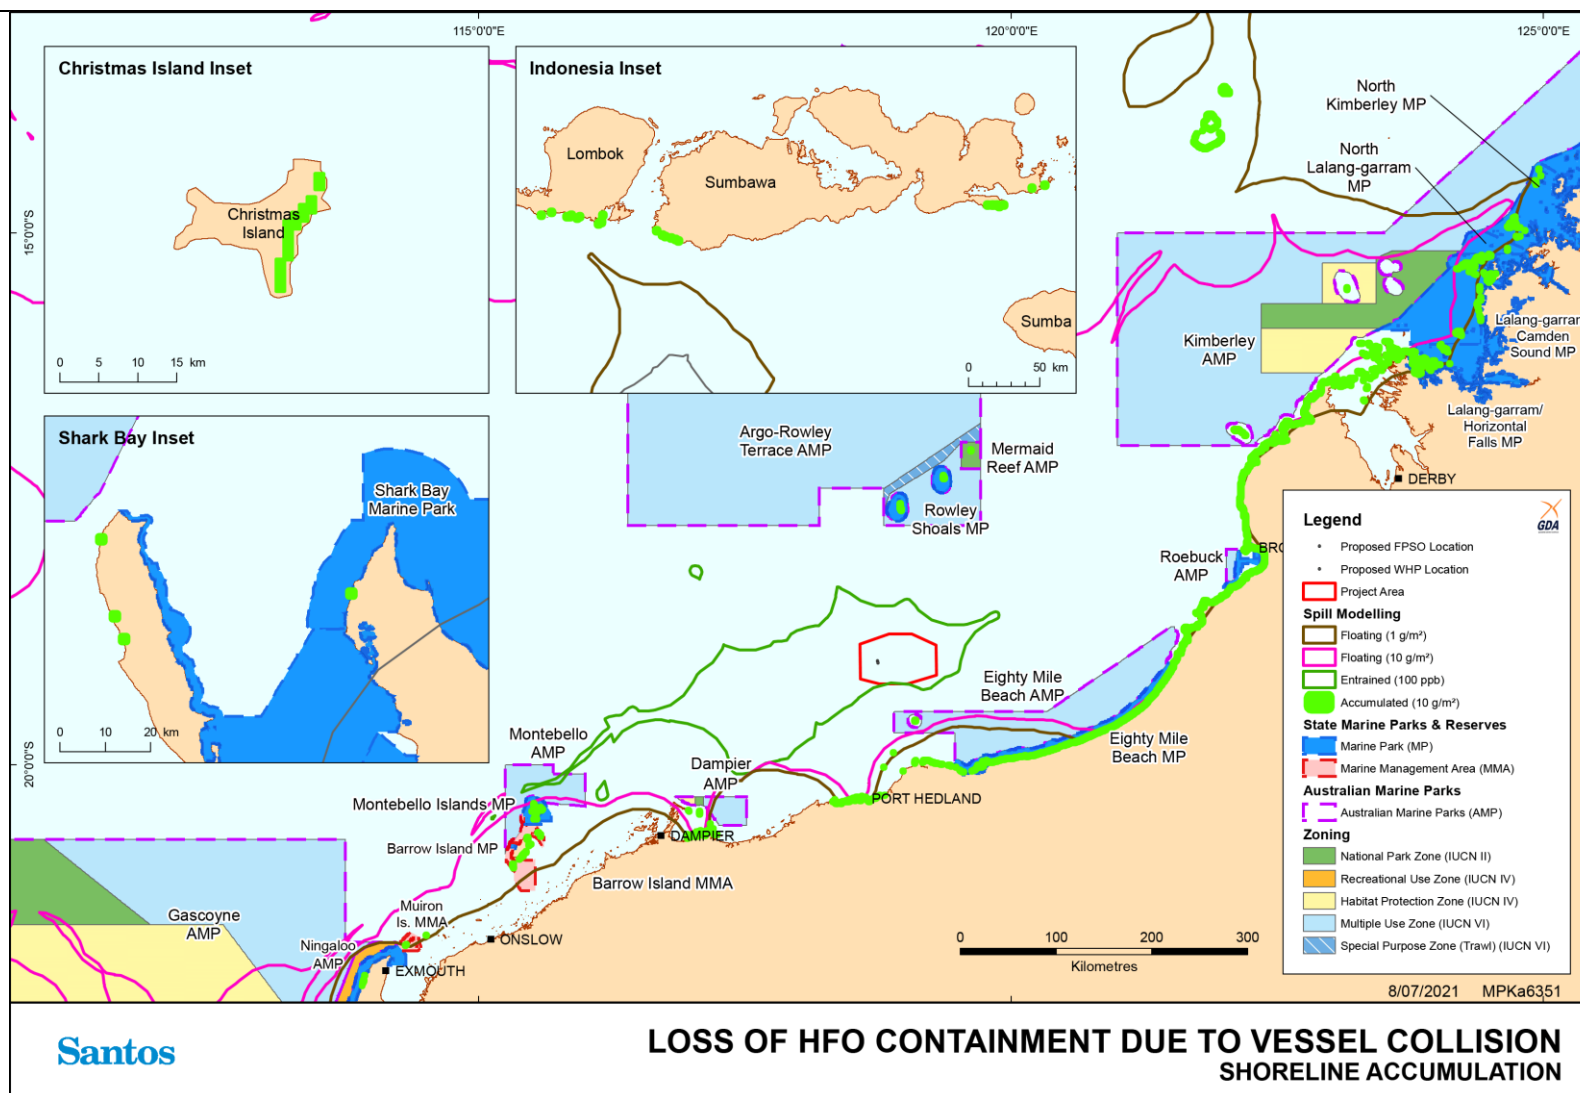 115°0'0"E
120°0'0"E
125°0'0"E
15°0'0"S
20°0'0"S
Christmas Island Inset
Christmas
Island
0 5 10 15 km
Indonesia Inset
Lombok
Sumbawa
Sumba
0 50 km
Shark Bay Inset
Shark Bay
Marine Park
0 10 20 km
North
Kimberley MP
North
Lalang-garram
MP
Kimberley
AMP
Lalang-garram
Camden
Sound MP
Lalang-garram/
Horizontal
Falls MP
DERBY
Argo-Rowley
Terrace AMP
Mermaid
Reef AMP
Rowley
Shoals MP
Roebuck
AMP
BRO
Eighty Mile
Beach AMP
Eighty Mile
Beach MP
Montebello
AMP
Dampier
AMP
Montebello Islands MP
PORT HEDLAND
DAMPIER
Barrow Island MP
Barrow Island MMA
Muiron
Is. MMA
Gascoyne
AMP
Ningaloo
AMP
ONSLOW
EXMOUTH
0 100 200 300
Kilometres
Legend
GDA
Proposed FPSO Location
Proposed WHP Location
Project Area
Spill Modelling
Floating (1 g/m²)
Floating (10 g/m²)
Entrained (100 ppb)
Accumulated (10 g/m²)
State Marine Parks & Reserves
Marine Park (MP)
Marine Management Area (MMA)
Australian Marine Parks
Australian Marine Parks (AMP)
Zoning
National Park Zone (IUCN II)
Recreational Use Zone (IUCN IV)
Habitat Protection Zone (IUCN IV)
Multiple Use Zone (IUCN VI)
Special Purpose Zone (Trawl) (IUCN VI)
8/07/2021 MPKa6351
Santos
LOSS OF HFO CONTAINMENT DUE TO VESSEL COLLISION
SHORELINE ACCUMULATION